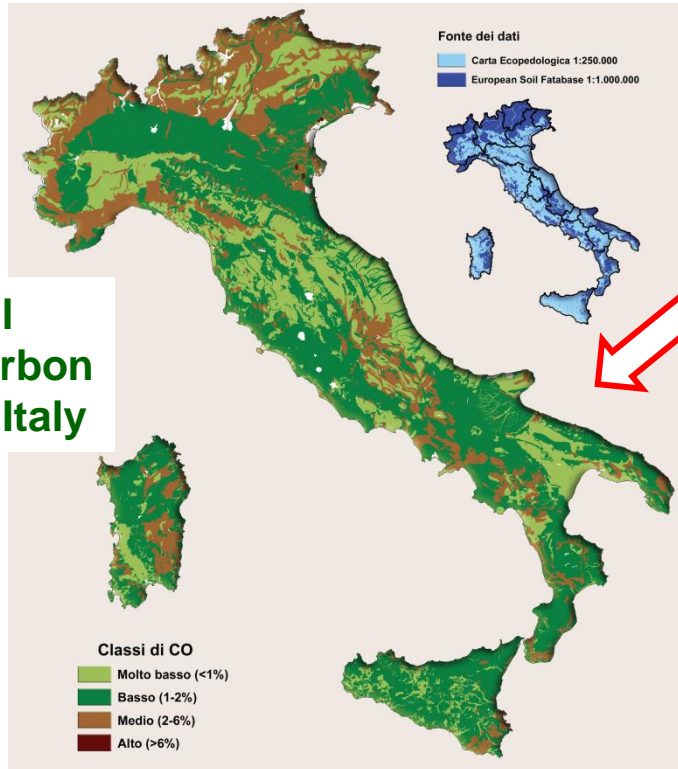 Fonte dei dati
Carta Ecopedologica 1:250.000
European Soil Fatabase 1:1.000.000
l
rbon
Italy
Classi di CO
Molto basso (<1%)
Basso (1-2%)
Medio (2-6%)
Alto (>6%)